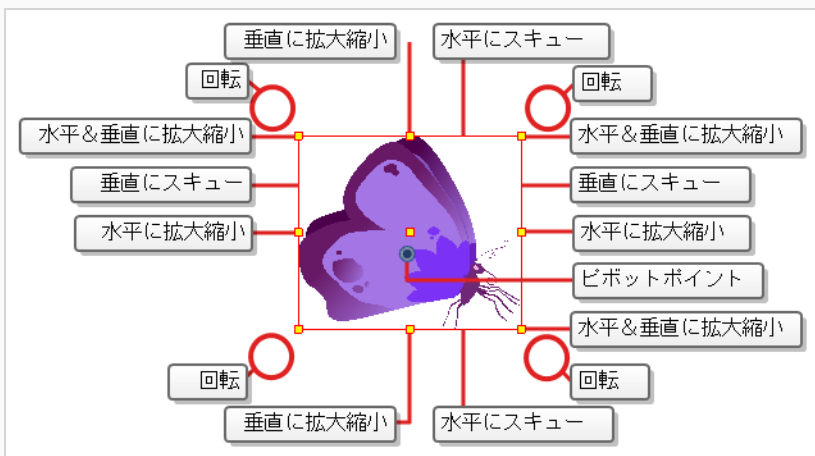 垂直に拡大縮小
水平にスキュー
回転
回転
水平＆垂直に拡大縮小
水平＆垂直に拡大縮小
垂直にスキュー
垂直にスキュー
水平に拡大縮小
水平に拡大縮小
ピボットポイント
水平＆垂直に拡大縮小
回転
回転
垂直に拡大縮小
水平にスキュー